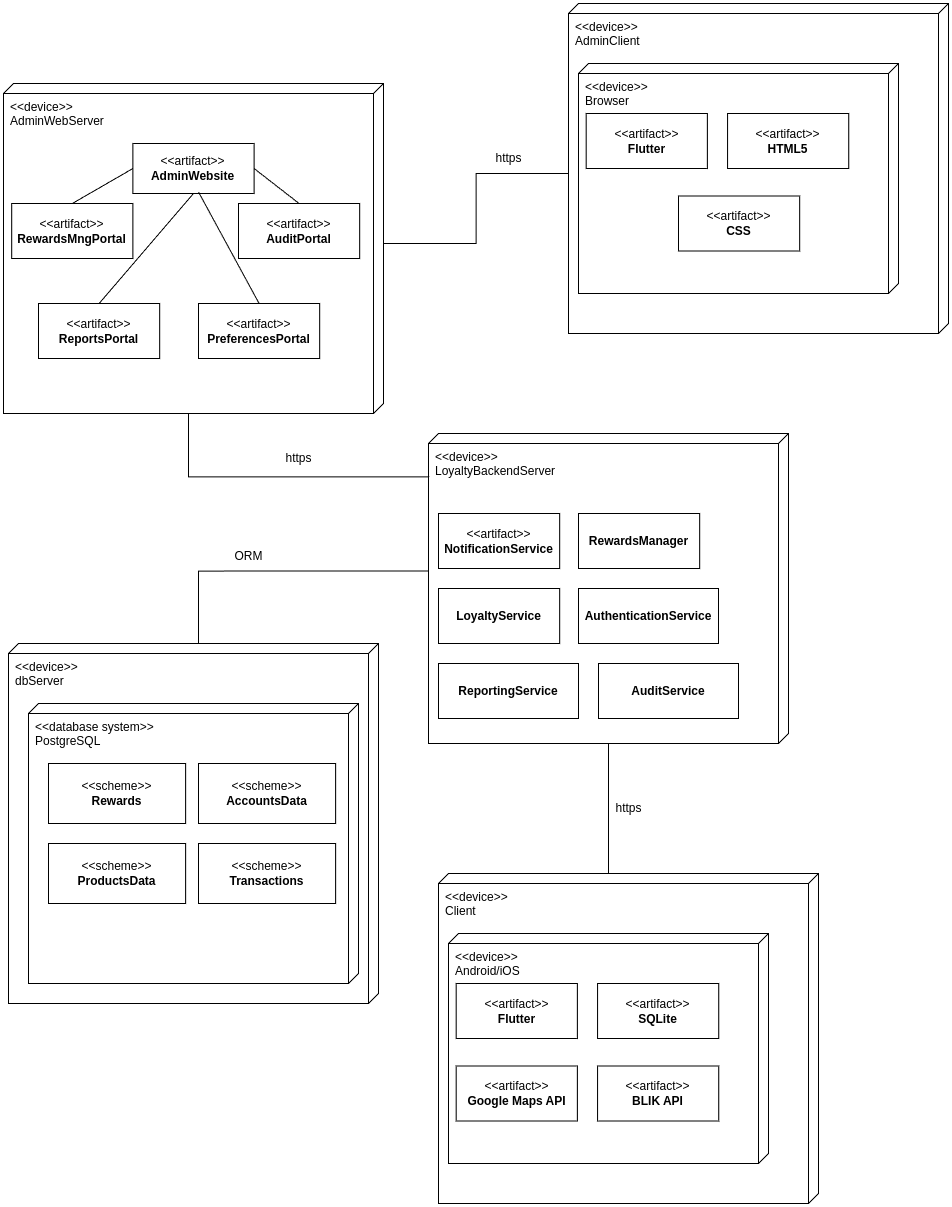 <<device>>
AdminClient
<<device>>
Browser
<<artifact>>
Flutter
<<artifact>>
HTML5
<<artifact>>
CSS
<<device>>
AdminWebServer
<<artifact>>
AdminWebsite
<<artifact>>
RewardsMngPortal
<<artifact>>
AuditPortal
<<artifact>>
ReportsPortal
<<artifact>>
PreferencesPortal
https
https
<<device>>
LoyaltyBackendServer
<<artifact>>
NotificationService
RewardsManager
LoyaltyService
AuthenticationService
ReportingService
AuditService
ORM
<<device>>
dbServer
<<database system>>
PostgreSQL
<<scheme>>
Rewards
<<scheme>>
AccountsData
<<scheme>>
ProductsData
<<scheme>>
Transactions
https
<<device>>
Client
<<device>>
Android/iOS
<<artifact>>
Flutter
<<artifact>>
SQLite
<<artifact>>
Google Maps API
<<artifact>>
BLIK API